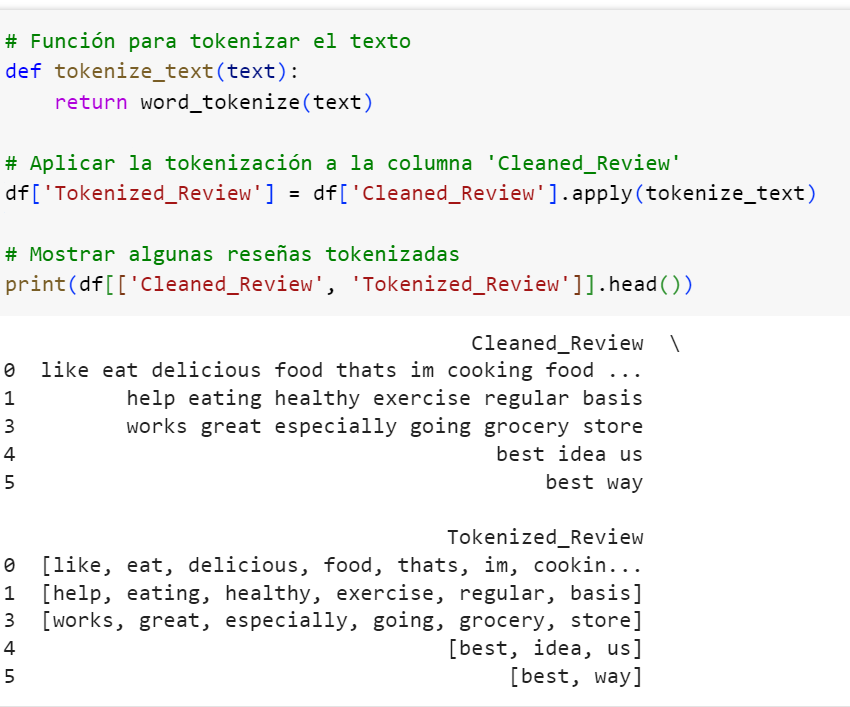 # Función para tokenizar el texto
def tokenize_text(text):
    return word_tokenize(text)

# Aplicar la tokenización a la columna 'Cleaned_Review'
df['Tokenized_Review'] = df['Cleaned_Review'].apply(tokenize_text)

# Mostrar algunas reseñas tokenizadas
print(df[['Cleaned_Review', 'Tokenized_Review']].head())

                                      Cleaned_Review  \
0  like eat delicious food thats im cooking food ...
1         help eating healthy exercise regular basis
3         works great especially going grocery store
4                                       best idea us
5                                           best way

                                    Tokenized_Review
0  [like, eat, delicious, food, thats, im, cookin...
1  [help, eating, healthy, exercise, regular, basis]
3  [works, great, especially, going, grocery, store]
4                                    [best, idea, us]
5                                         [best, way]